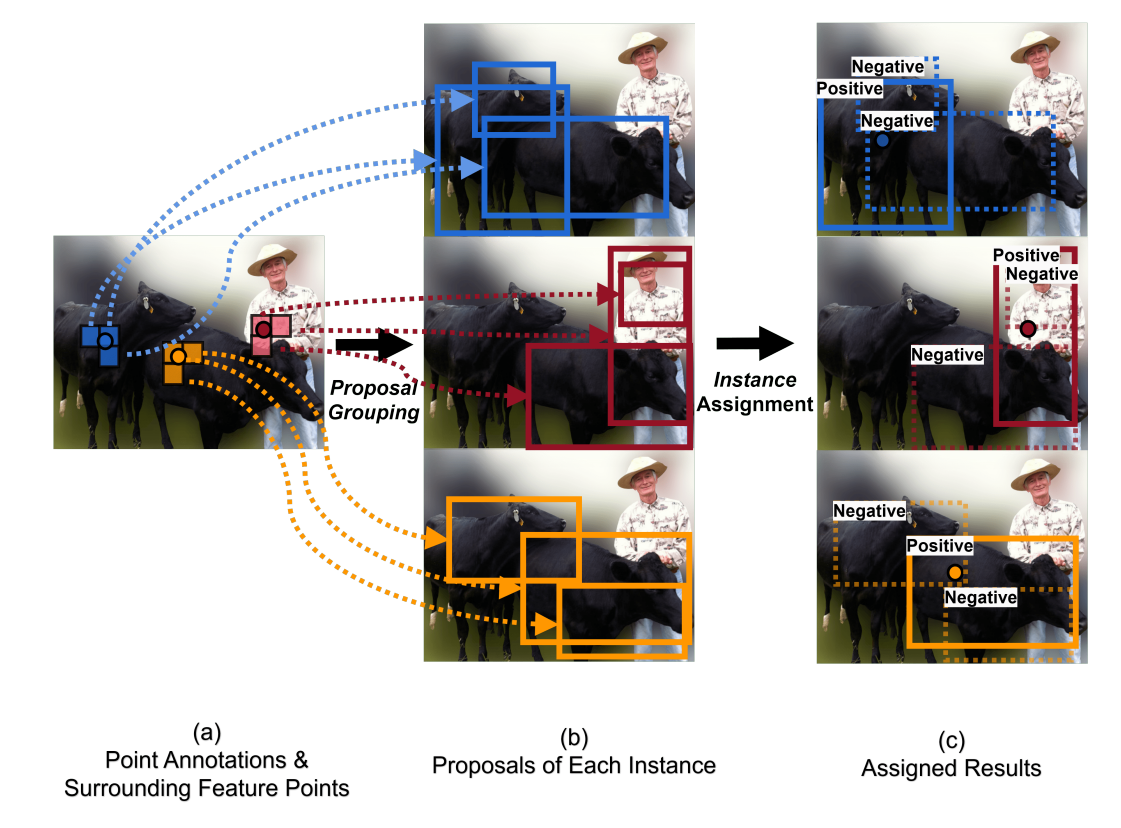 Negative
Positive
Negative
Positive
Negative
Negative
Proposal
Grouping
Instance
Assignment
Negative
Positive
Negative
(a)
Point Annotations &
Surrounding Feature Points
(b)
Proposals of Each Instance
(c)
Assigned Results